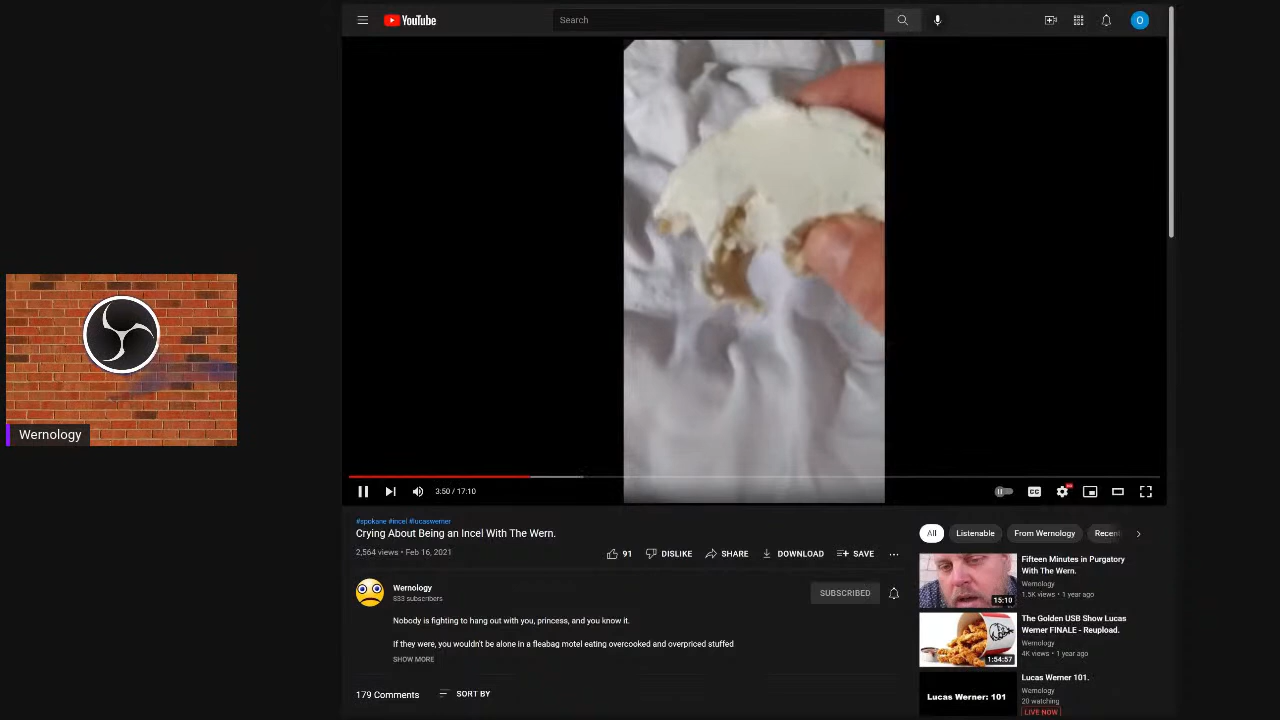 YouTube
Search
O
Wernology
3:50 / 17:10
CC
#spokane #incel #lucaswerner
Crying About Being an Incel With The Wern.
2,564 views • Feb 16, 2021
91
DISLIKE
SHARE
DOWNLOAD
SAVE
Wernology
833 subscribers
SUBSCRIBED
Nobody is fighting to hang out with you, princess, and you know it.
If they were, you wouldn't be alone in a fleabag motel eating overcooked and overpriced stuffed
SHOW MORE
179 Comments
SORT BY
All
Listenable
From Wernology
Recent
Fifteen Minutes in Purgatory
With The Wern.
Wernology
1.5K views • 1 year ago
15:10
The Golden USB Show Lucas
Werner FINALE - Reupload.
Wernology
4K views • 1 year ago
1:54:57
Lucas Werner: 101
Lucas Werner 101.
Wernology
20 watching
LIVE NOW